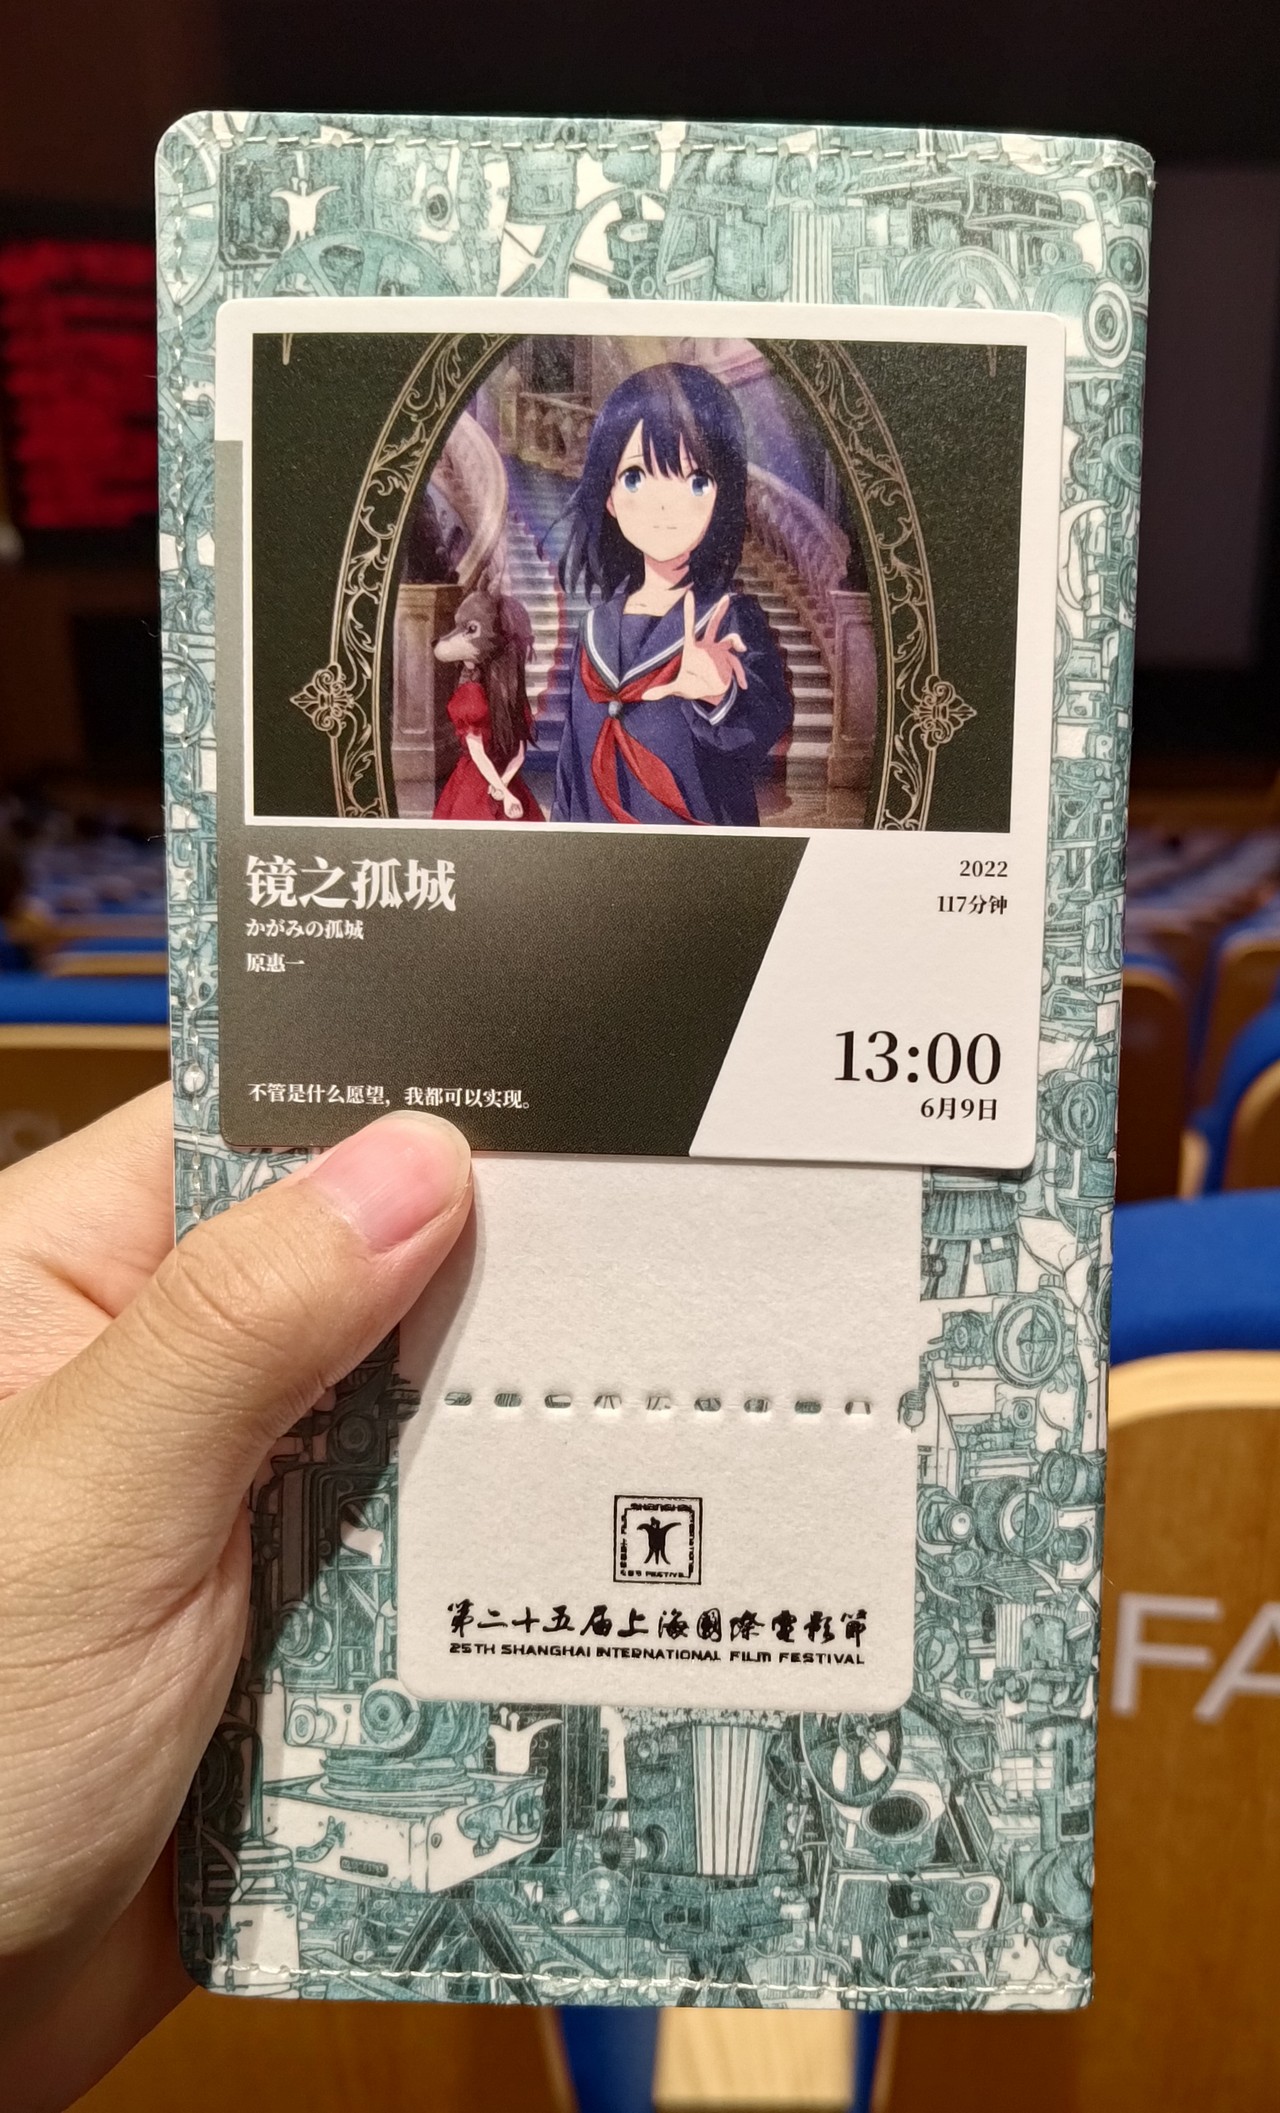 镜之孤城
かがみの孤城
原惠一
2022
117分钟
不管是什么愿望，我都可以实现。
13:00
6月9日
第二十五届上海國際電影節
25TH SHANGHAI INTERNATIONAL FILM FESTIVAL
FA